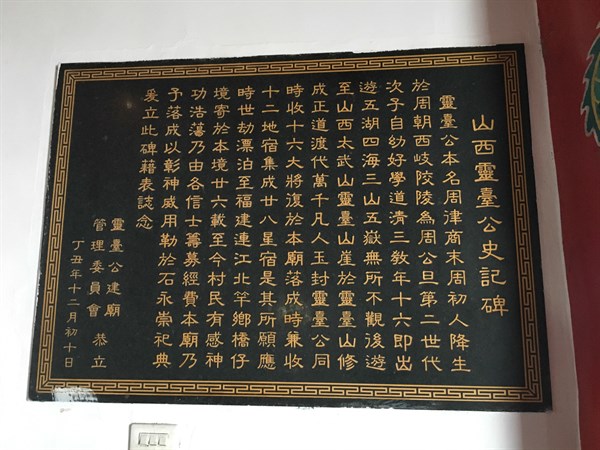 山西靈臺公史記碑
靈臺公本名周律商末周初人降生
於周朝西岐陵為周公旦第二世代
次子自幼好學道清三教年十六即出
遊五湖四海三山五嶽無所不觀後遊
至山西太武山靈臺山崖於靈臺山修
成正道渡代萬千凡人玉封靈臺公同
時收十六大將復於本廟落成時兼收
十二地宿集成廿八星宿是其所願應
時世劫漂泊至福建連江北竿鄉橋仔
境寄於本境廿六載至今村民有感神
功浩蕩乃由各信士籌募經費本廟乃
予落成以彰神威用勒於石永崇祀典
爰立此碑藉表誌念
靈臺公建廟
管理委員會 恭立
丁丑年十二月初十日